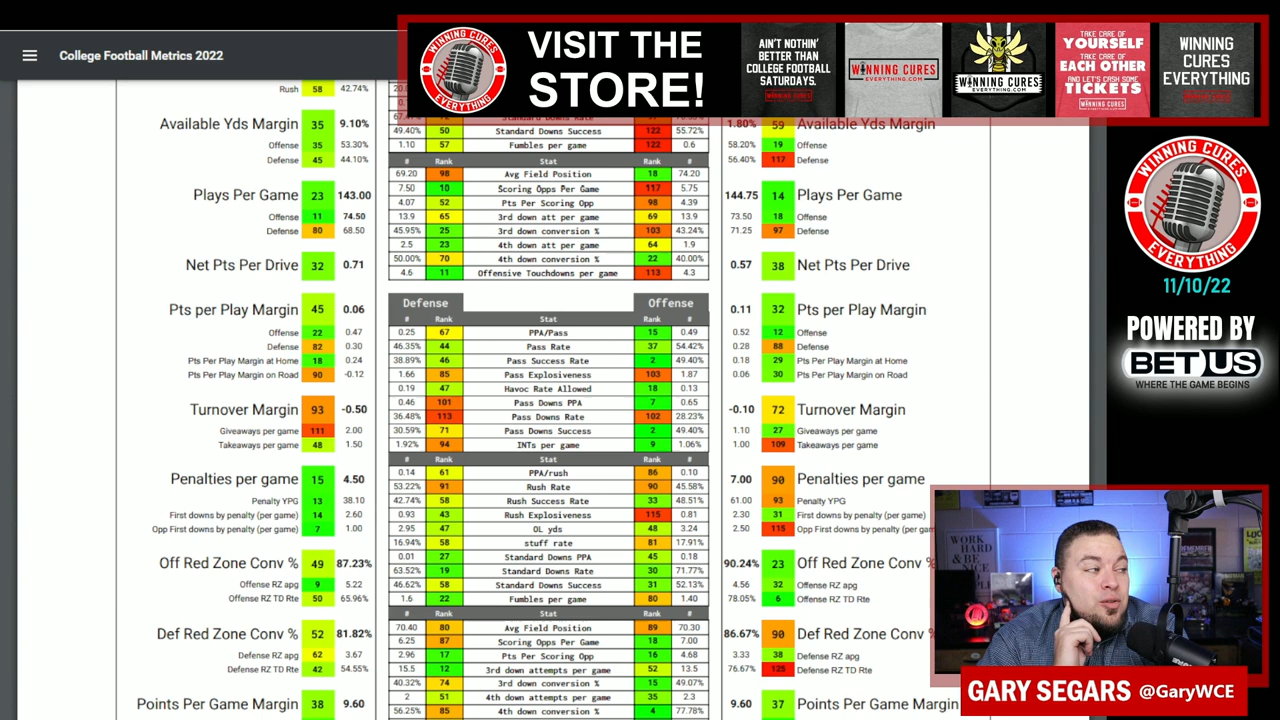 College Football Metrics 2022
WINNING CURES
EVERYTHING
VISIT THE
STORE!
AIN'T NOTHIN'
BETTER THAN
COLLEGE FOOTBALL
SATURDAYS.
WINNING CURES
EVERYTHING.COM
WINNING CURES
EVERYTHING.COM
TAKE CARE OF
YOURSELF
TAKE CARE OF
EACH OTHER
AND LET'S CASH SOME
TICKETS
WINNING CURES
WINNING
CURES
EVERYTHING
Rush 58 42.74%
Available Yds Margin 35 9.10%
Offense 35 53.30%
Defense 45 44.10%
Plays Per Game 23 143.00
Offense 11 74.50
Defense 80 68.50
Net Pts Per Drive 32 0.71
Pts per Play Margin 45 0.06
Offense 22 0.47
Defense 82 0.30
Pts Per Play Margin at Home 18 0.24
Pts Per Play Margin on Road 90 -0.12
Turnover Margin 93 -0.50
Giveaways per game 111 2.00
Takeaways per game 48 1.50
Penalties per game 15 4.50
Penalty YPG 13 38.10
First downs by penalty (per game) 14 2.60
Opp First downs by penalty (per game) 7 1.00
Off Red Zone Conv % 49 87.23%
Offense RZ apg 9 5.22
Offense RZ TD Rte 50 65.96%
Def Red Zone Conv % 52 81.82%
Defense RZ apg 62 3.67
Defense RZ TD Rte 42 54.55%
Points Per Game Margin 38 9.60
49.40% 50 Standard Downs Success 122 55.72%
1.10 57 Fumbles per game 122 0.6
# Rank Stat Rank #
69.20 98 Avg Field Position 18 74.20
7.50 10 Scoring Opps Per Game 117 5.75
4.07 52 Pts Per Scoring Opp 98 4.39
13.9 65 3rd down att per game 69 13.9
45.95% 25 3rd down conversion % 103 43.24%
2.5 23 4th down att per game 64 1.9
50.00% 70 4th down conversion % 22 40.00%
4.6 11 Offensive Touchdowns per game 113 4.3
Defense Offense
# Rank Stat Rank #
0.25 67 PPA/Pass 15 0.49
46.35% 44 Pass Rate 37 54.42%
38.89% 46 Pass Success Rate 2 49.40%
1.66 85 Pass Explosiveness 103 1.87
0.19 47 Havoc Rate Allowed 18 0.13
0.46 101 Pass Downs PPA 7 0.65
36.48% 113 Pass Downs Rate 102 28.23%
30.59% 71 Pass Downs Success 2 49.40%
1.92% 94 INTs per game 9 1.06%
# Rank Stat Rank #
0.14 61 PPA/rush 86 0.10
53.22% 91 Rush Rate 90 45.58%
42.74% 58 Rush Success Rate 33 48.51%
0.93 43 Rush Explosiveness 115 0.81
2.95 47 OL yds 48 3.24
16.94% 58 stuff rate 81 17.91%
0.01 27 Standard Downs PPA 45 0.18
63.52% 19 Standard Downs Rate 30 71.77%
46.62% 58 Standard Downs Success 31 52.13%
1.6 22 Fumbles per game 80 1.40
# Rank Stat Rank #
70.40 80 Avg Field Position 89 70.30
6.25 87 Scoring Opps Per Game 18 7.00
2.96 17 Pts Per Scoring Opp 16 4.68
15.5 12 3rd down attempts per game 52 13.5
40.32% 74 3rd down conversion % 15 49.07%
2 51 4th down attempts per game 35 2.3
56.25% 85 4th down conversion % 4 77.78%
1.80% 59 Available Yds Margin
58.20% 19 Offense
56.40% 117 Defense
144.75 14 Plays Per Game
73.50 18 Offense
71.25 97 Defense
0.57 38 Net Pts Per Drive
0.11 32 Pts per Play Margin
0.52 12 Offense
0.28 88 Defense
0.18 29 Pts Per Play Margin at Home
0.06 30 Pts Per Play Margin on Road
-0.10 72 Turnover Margin
1.10 27 Giveaways per game
1.00 109 Takeaways per game
7.00 90 Penalties per game
61.00 93 Penalty YPG
2.30 31 First downs by penalty (per game)
2.50 115 Opp First downs by penalty (per gam
90.24% 23 Off Red Zone Conv %
4.56 32 Offense RZ apg
78.05% 6 Offense RZ TD Rte
86.67% 90 Def Red Zone Conv %
3.33 38 Defense RZ apg
76.67% 125 Defense RZ TD Rte
9.60 37 Points Per Game Margin
WINNING CURES
EVERYTHING
11/10/22
POWERED BY
BETUS
WHERE THE GAME BEGINS
WORK
HARD
& BE
GARY SEGARS @GaryWCE